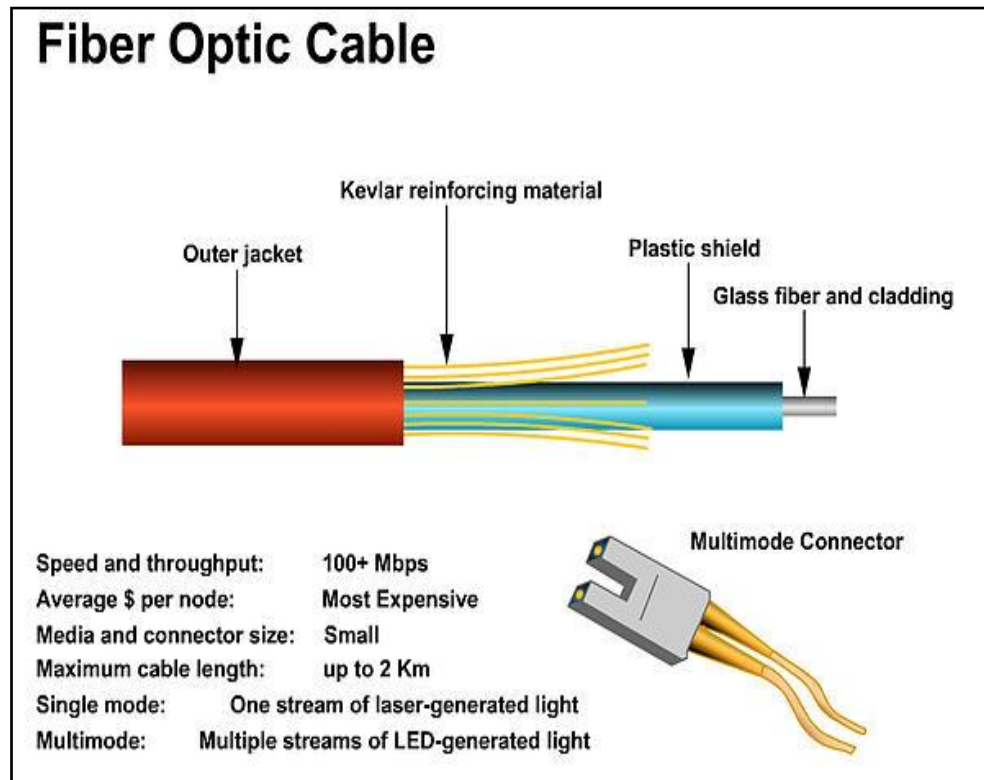 Fiber Optic Cable
Kevlar reinforcing material
Outer jacket
Plastic shield
Glass fiber and cladding
Multimode Connector
Speed and throughput: 100+ Mbps
Average $ per node: Most Expensive
Media and connector size: Small
Maximum cable length: up to 2 Km
Single mode: One stream of laser-generated light
Multimode: Multiple streams of LED-generated light